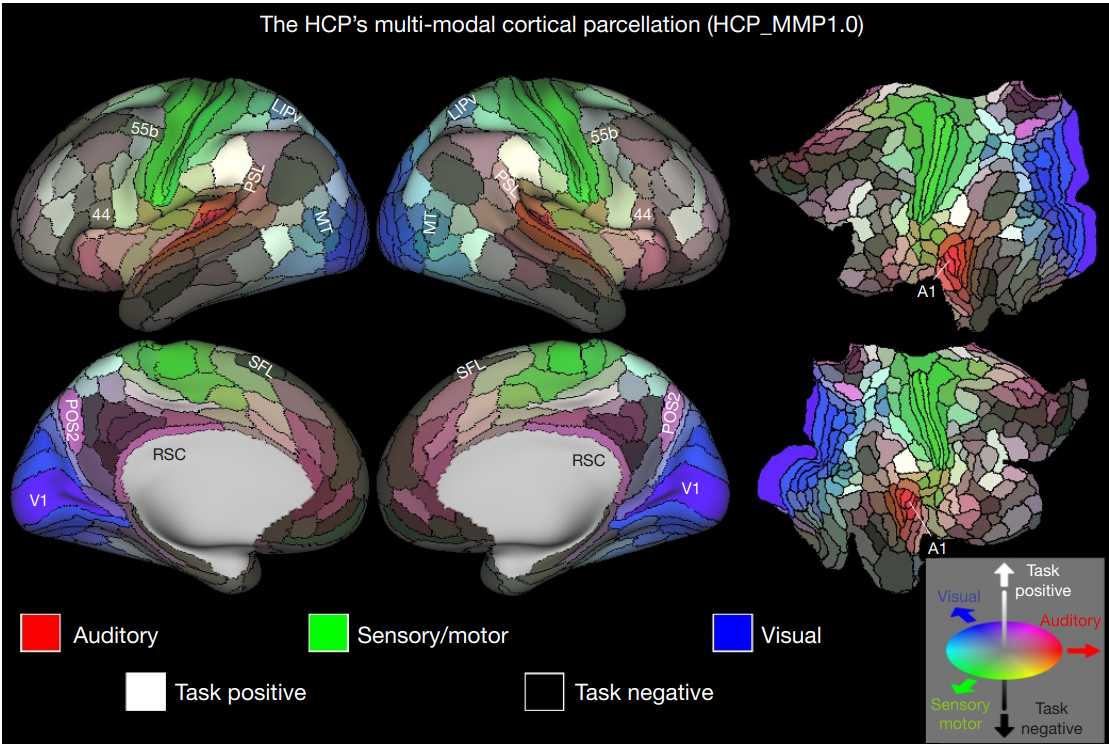 The HCP's multi-modal cortical parcellation (HCP_MMP1.0)
55b
LIPv
PSL
44
MT
LIPv
55b
PSL
44
MT
A1
SFL
POS2
RSC
V1
SFL
POS2
RSC
V1
A1
Auditory
Sensory/motor
Visual
Task positive
Task negative
Task
positive
Visual
Auditory
Sensory
motor
Task
negative